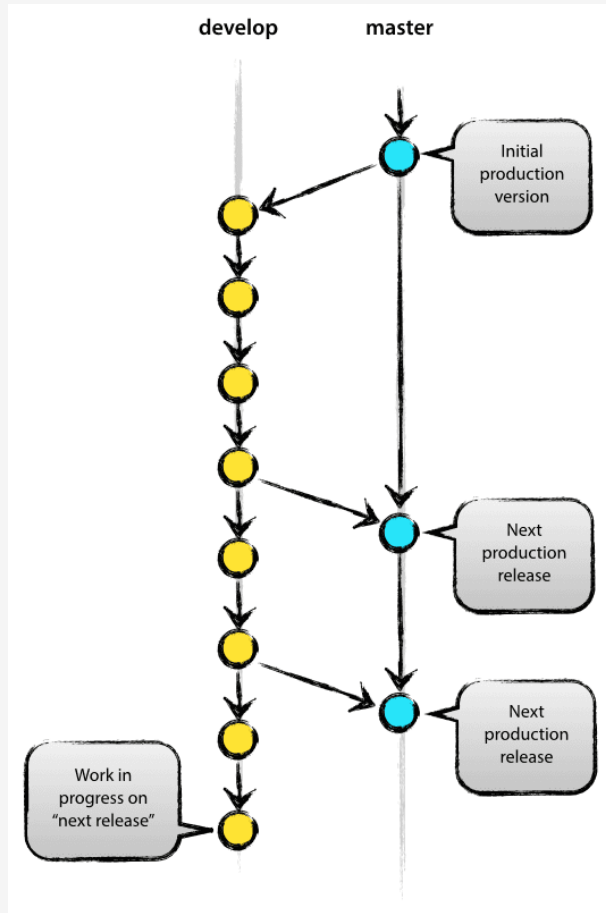 develop
master
Initial
production
version
Next
production
release
Next
production
release
Work in
progress on
“next release”